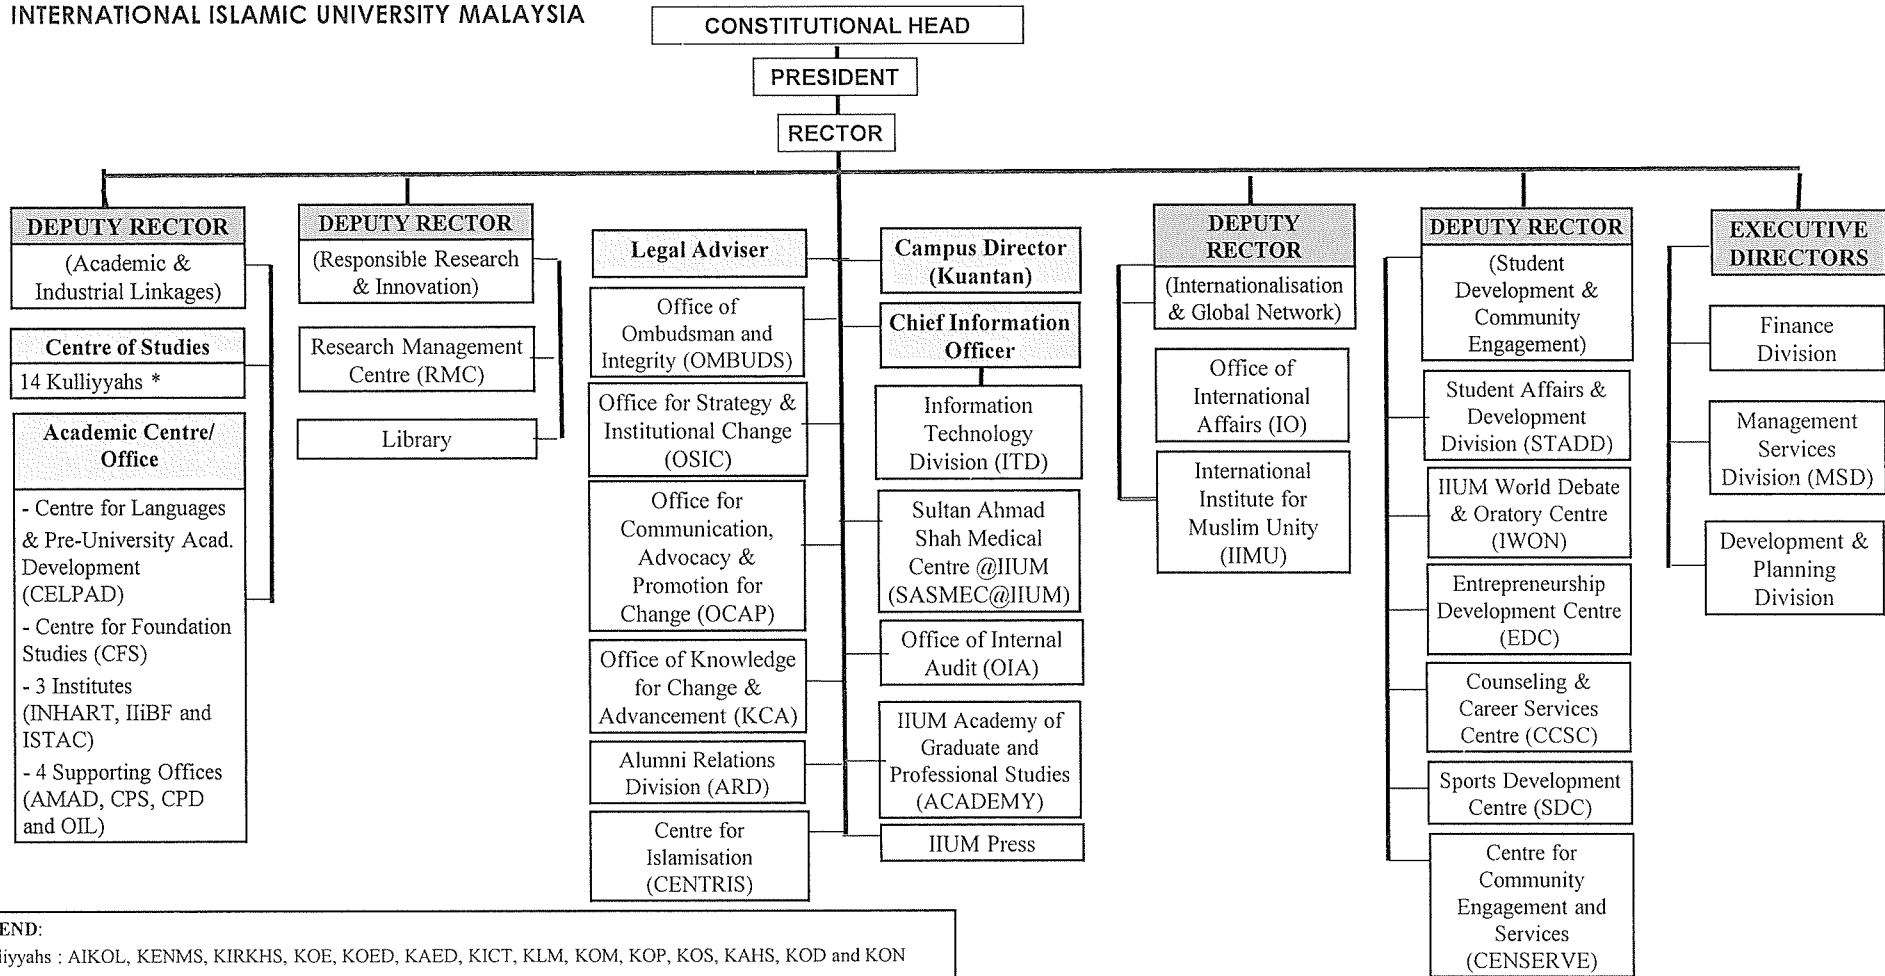 INTERNATIONAL ISLAMIC UNIVERSITY MALAYSIA
CONSTITUTIONAL HEAD
PRESIDENT
RECTOR
DEPUTY RECTOR
(Academic &
Industrial Linkages)
Centre of Studies
14 Kulliyyahs *
Academic Centre/
Office
- Centre for Languages
& Pre-University Acad.
Development
(CELPAD)
- Centre for Foundation
Studies (CFS)
- 3 Institutes
(INHART, IIiBF and
ISTAC)
- 4 Supporting Offices
(AMAD, CPS, CPD
and OIL)
DEPUTY RECTOR
(Responsible Research
& Innovation)
Research Management
Centre (RMC)
Library
Legal Adviser
Office of
Ombudsman and
Integrity (OMBUDS)
Office for Strategy &
Institutional Change
(OSIC)
Office for
Communication,
Advocacy &
Promotion for
Change (OCAP)
Office of Knowledge
for Change &
Advancement (KCA)
Alumni Relations
Division (ARD)
Centre for
Islamisation
(CENTRIS)
Campus Director
(Kuantan)
Chief Information
Officer
Information
Technology
Division (ITD)
Sultan Ahmad
Shah Medical
Centre @IIUM
(SASMEC@IIUM)
Office of Internal
Audit (OIA)
IIUM Academy of
Graduate and
Professional Studies
(ACADEMY)
IIUM Press
DEPUTY
RECTOR
(Internationalisation
& Global Network)
Office of
International
Affairs (IO)
International
Institute for
Muslim Unity
(IIMU)
DEPUTY RECTOR
(Student
Development &
Community
Engagement)
Student Affairs &
Development
Division (STADD)
IIUM World Debate
& Oratory Centre
(IWON)
Entrepreneurship
Development Centre
(EDC)
Counseling &
Career Services
Centre (CCSC)
Sports Development
Centre (SDC)
Centre for
Community
Engagement and
Services
(CENSERVE)
EXECUTIVE
DIRECTORS
Finance
Division
Management
Services
Division (MSD)
Development &
Planning
Division
END:
liyyahs : AIKOL, KENMS, KIRKHS, KOE, KOED, KAED, KICT, KLM, KOM, KOP, KOS, KAHS, KOD and KON